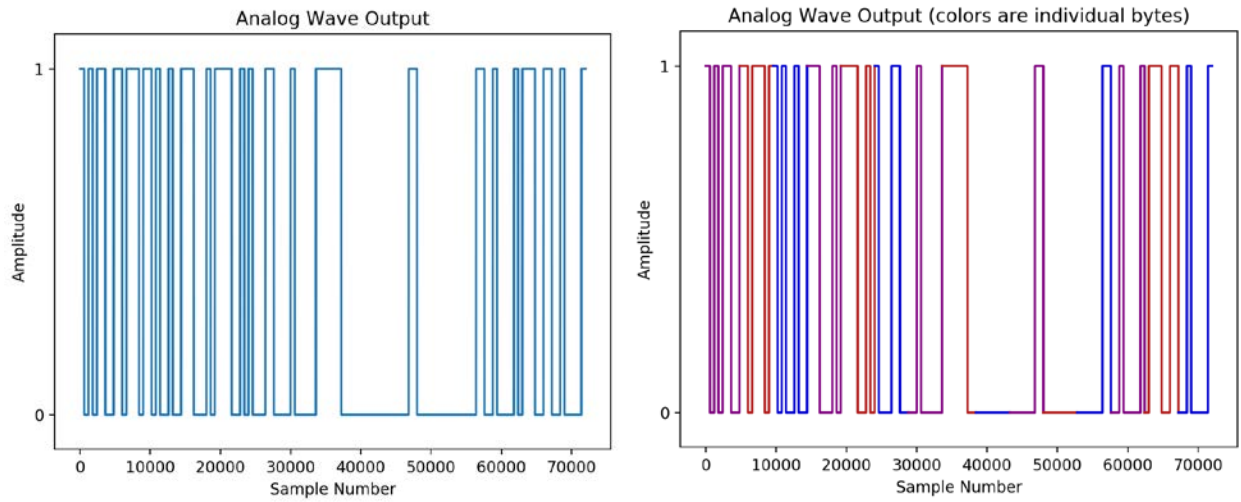 Analog Wave Output
1
0
Amplitude
0 10000 20000 30000 40000 50000 60000 70000
Sample Number
Analog Wave Output (colors are individual bytes)
1
0
Amplitude
0 10000 20000 30000 40000 50000 60000 70000
Sample Number